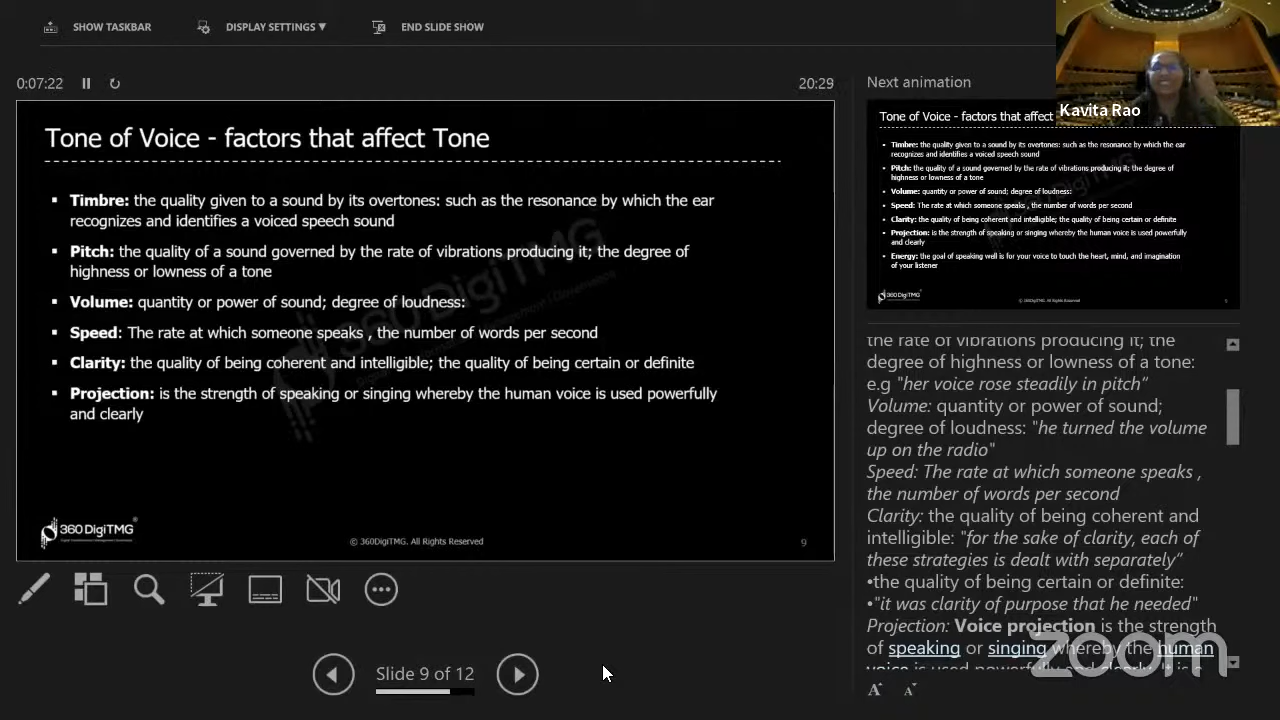 SHOW TASKBAR
DISPLAY SETTINGS ▼
END SLIDE SHOW
0:07:22
20:29
Next animation
Kavita Rao
Tone of Voice - factors that affect Tone
▪ Timbre: the quality given to a sound by its overtones: such as the resonance by which the ear
recognizes and identifies a voiced speech sound
▪ Pitch: the quality of a sound governed by the rate of vibrations producing it; the degree of
highness or lowness of a tone
▪ Volume: quantity or power of sound; degree of loudness:
▪ Speed: The rate at which someone speaks , the number of words per second
▪ Clarity: the quality of being coherent and intelligible; the quality of being certain or definite
▪ Projection: is the strength of speaking or singing whereby the human voice is used powerfully
and clearly
360DigiTMG
360DigiTMG
© 360DigiTMG. All Rights Reserved
9
Tone of Voice - factors that affect
▪ Timbre: the quality given to a sound by its overtones: such as the resonance by which the ear
recognizes and identifies a voiced speech sound
▪ Pitch: the quality of a sound governed by the rate of vibrations producing it; the degree of
highness or lowness of a tone
▪ Volume: quantity or power of sound; degree of loudness:
▪ Speed: The rate at which someone speaks , the number of words per second
▪ Clarity: the quality of being coherent and intelligible; the quality of being certain or definite
▪ Projection: is the strength of speaking or singing whereby the human voice is used powerfully
and clearly
▪ Energy: the goal of speaking well is for your voice to touch the heart, mind, and imagination
of your listener
360DigiTMG
© 360DigiTMG. All Rights Reserved
the rate of vibrations producing it; the
degree of highness or lowness of a tone:
e.g "her voice rose steadily in pitch"
Volume: quantity or power of sound;
degree of loudness: "he turned the volume
up on the radio"
Speed: The rate at which someone speaks ,
the number of words per second
Clarity: the quality of being coherent and
intelligible: "for the sake of clarity, each of
these strategies is dealt with separately"
•the quality of being certain or definite:
•"it was clarity of purpose that he needed"
Projection: Voice projection is the strength
of speaking or singing whereby the human
voice is used powerfully and clearly. It is a
zoom
Slide 9 of 12
A A